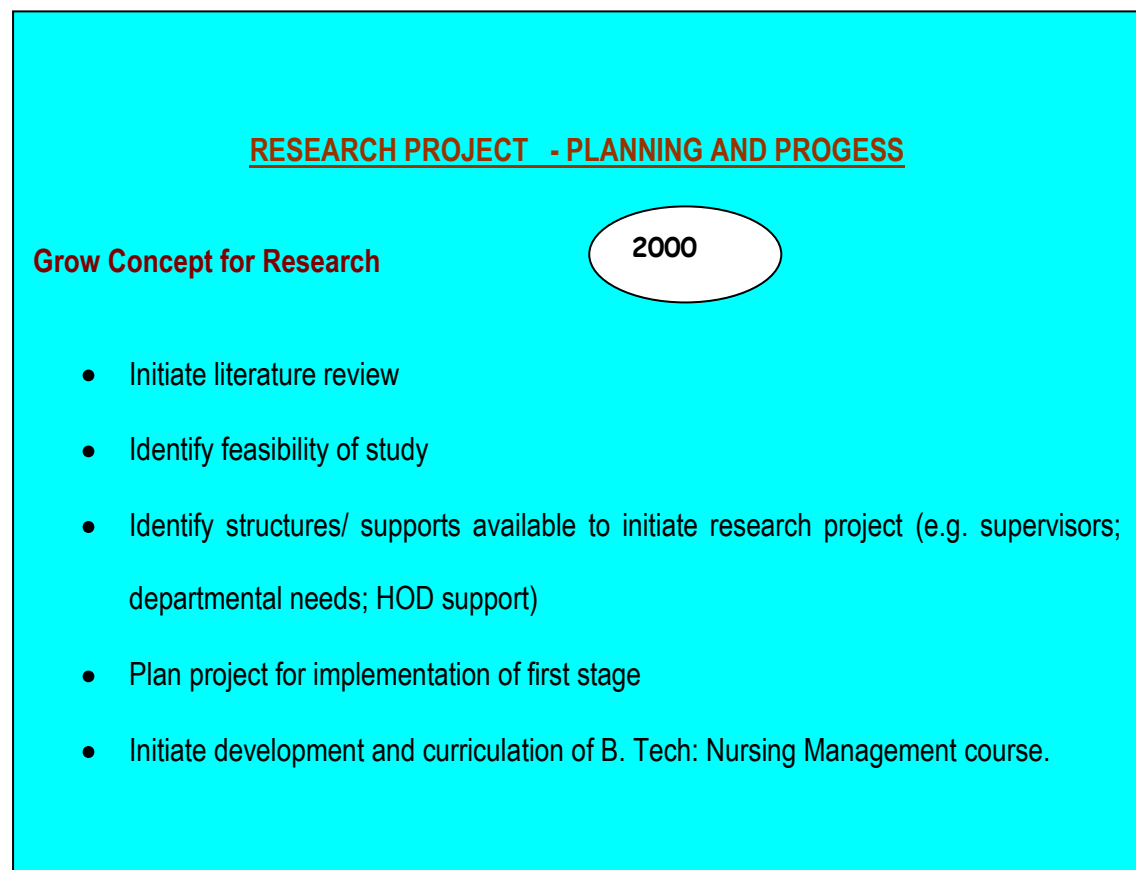 RESEARCH PROJECT - PLANNING AND PROGESS
2000
Grow Concept for Research
• Initiate literature review
• Identify feasibility of study
• Identify structures/ supports available to initiate research project (e.g. supervisors;
departmental needs; HOD support)
• Plan project for implementation of first stage
• Initiate development and curriculation of B. Tech: Nursing Management course.